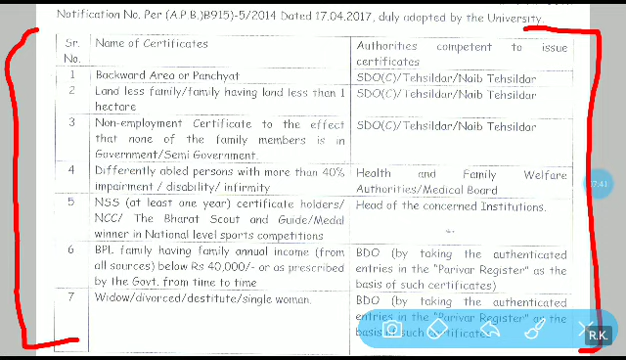 Notification No. Per (A.P.B.)B915)-5/2014 Dated 17.04.2017, duly adopted by the University.
Sr. No.
Name of Certificates
Authorities competent to issue
certificates
1
Backward Area or Panchyat
SDO(C)/Tehsildar/Naib Tehsildar
2
Land less family/family having land less than 1
hectare
SDO(C)/Tehsildar/Naib Tehsildar
3
Non-employment Certificate to the effect
that none of the family members is in
Government/Semi Government.
SDO(C)/Tehsildar/Naib Tehsildar
4
Differently abled persons with more than 40%
impairment / disability/ infirmity
Health and Family Welfare
Authorities/Medical Board
5
NSS (at least one year) certificate holders/
NCC/ The Bharat Scout and Guide/Medal
winner in National level sports competitions
Head of the concerned Institutions.
6
BPL family having family annual income (from
all sources) below Rs 40,000/- or as prescribed
by the Govt. from time to time
BDO (by taking the authenticated
entries in the "Parivar Register" as the
basis of such certificates)
7
Widow/divorced/destitute/single woman.
BDO (by taking the authenticated
entries in the "Parivar Register" as the
basis of such certificates
07:41
R.K.